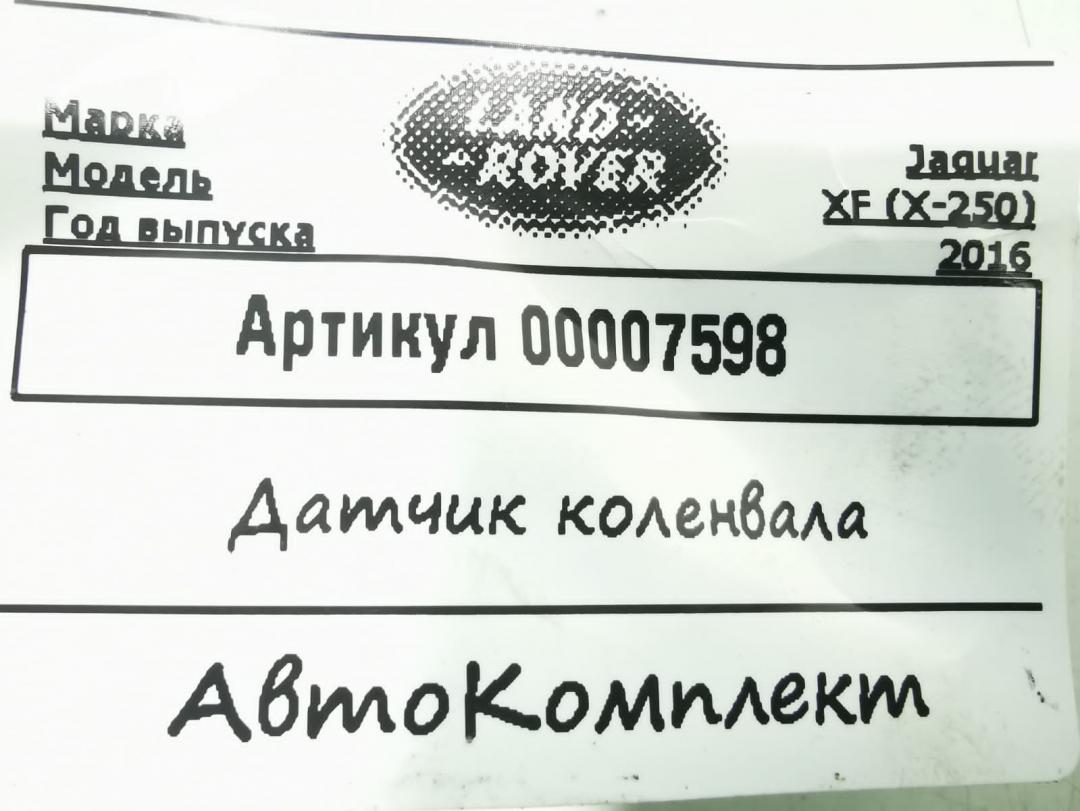 LAND-
-ROVER
Марка Jaguar
Модель XF (X-250)
Год выпуска 2016
Артикул 00007598
Датчик коленвала
АвтоКомплект